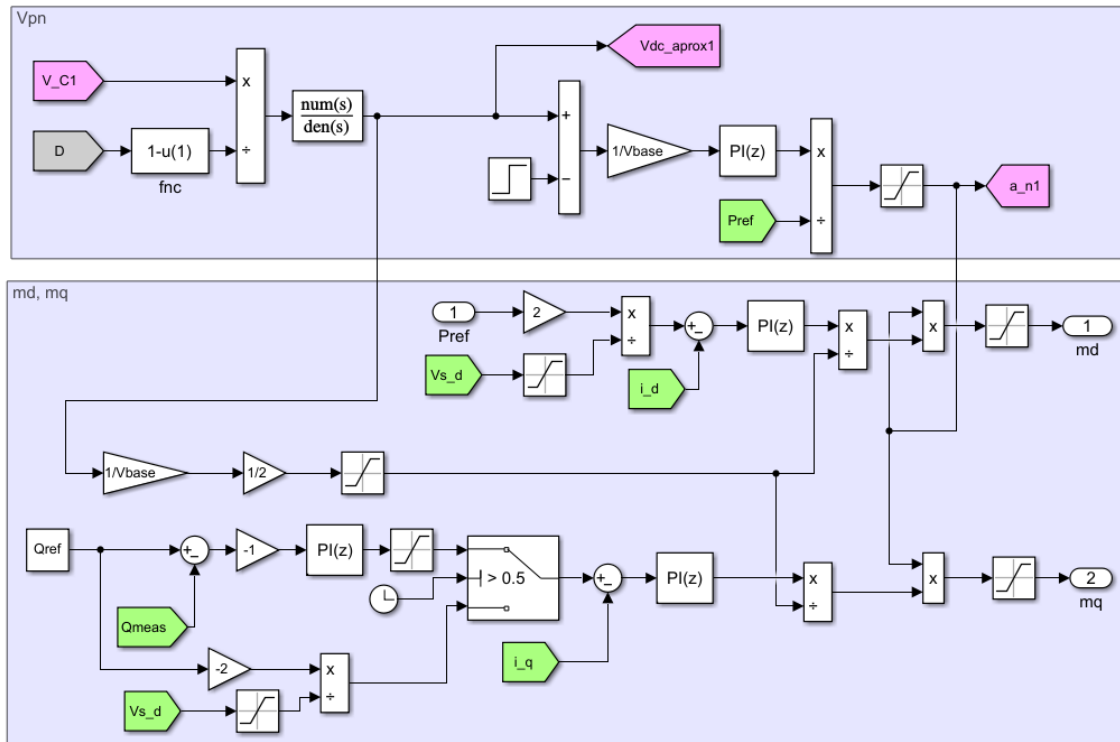 Vpn
V_C1
x
÷
D
1-u(1)
fnc
num(s)
den(s)
Vdc_aprox1
+
−
1/Vbase
PI(z)
x
÷
Pref
a_n1
md, mq
1
Pref
2
x
÷
Vs_d
+
−
i_d
PI(z)
x
÷
x
1
md
1/Vbase
1/2
Qref
+
−
-1
PI(z)
> 0.5
Qmeas
+
−
i_q
PI(z)
x
÷
x
2
mq
-2
x
÷
Vs_d